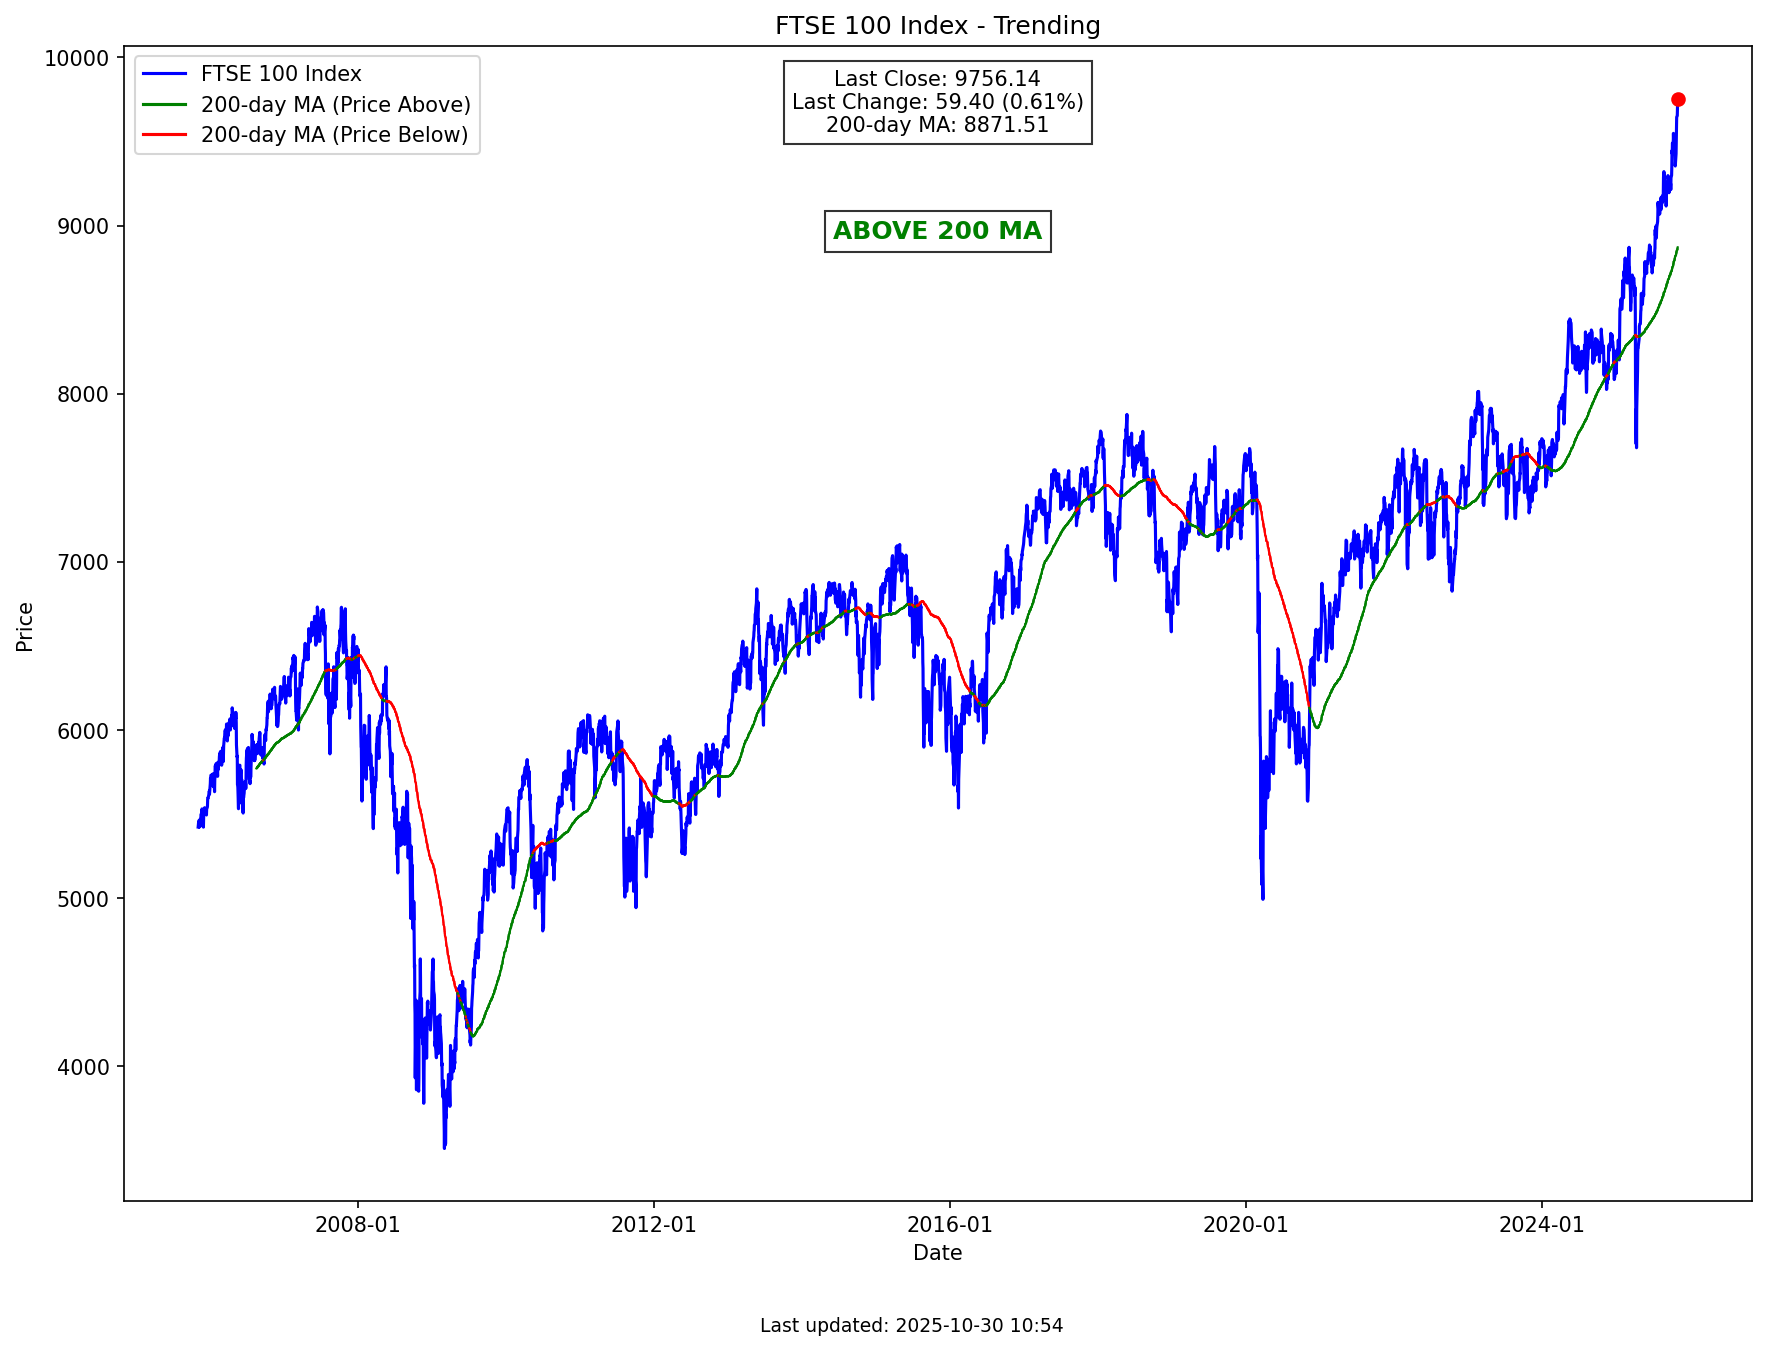 FTSE 100 Index - Trending
10000
9000
8000
7000
6000
5000
4000
Price
FTSE 100 Index
200-day MA (Price Above)
200-day MA (Price Below)
Last Close: 9756.14
Last Change: 59.40 (0.61%)
200-day MA: 8871.51
ABOVE 200 MA
2008-01
2012-01
2016-01
2020-01
2024-01
Date
Last updated: 2025-10-30 10:54